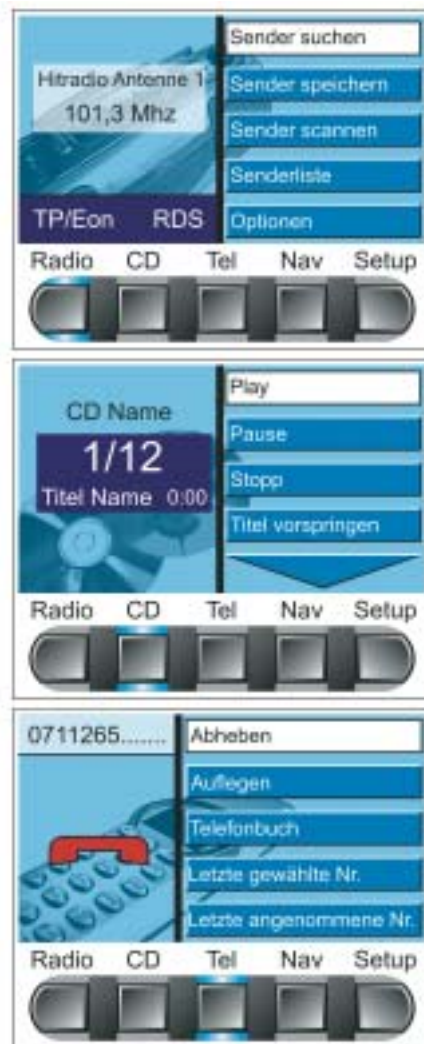 Hitradio Antenne 1
101,3 Mhz
TP/Eon RDS
Sender suchen
Sender speichern
Sender scannen
Senderliste
Optionen
Radio CD Tel Nav Setup
CD Name
1/12
Titel Name 0:00
Play
Pause
Stopp
Titel vorspringen
Radio CD Tel Nav Setup
0711265.......
Abheben
Auflegen
Telefonbuch
Letzte gewählte Nr.
Letzte angenommene Nr.
Radio CD Tel Nav Setup